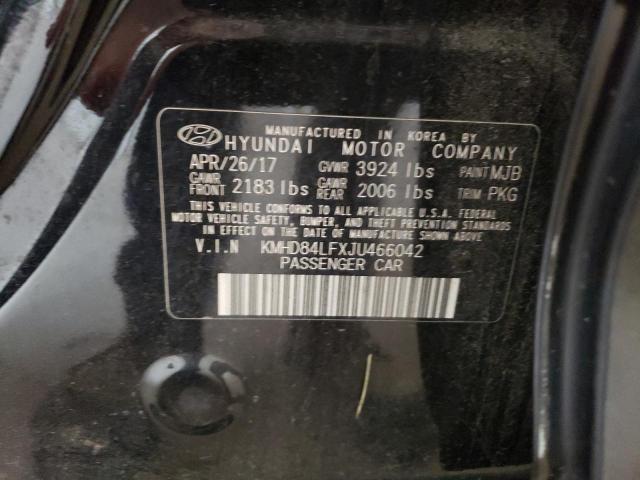 MANUFACTURED IN KOREA BY
HYUNDAI MOTOR COMPANY
APR/26/17 GVWR 3924 lbs PAINT MJB
GAWR FRONT 2183 lbs GAWR REAR 2006 lbs TRIM PKG
THIS VEHICLE CONFORMS TO ALL APPLICABLE U.S.A. FEDERAL
MOTOR VEHICLE SAFETY, BUMPER, AND THEFT PREVENTION STANDARDS
IN EFFECT ON THE DATE OF MANUFACTURE SHOWN ABOVE.
V.I.N KMHD84LFXJU466042
PASSENGER CAR